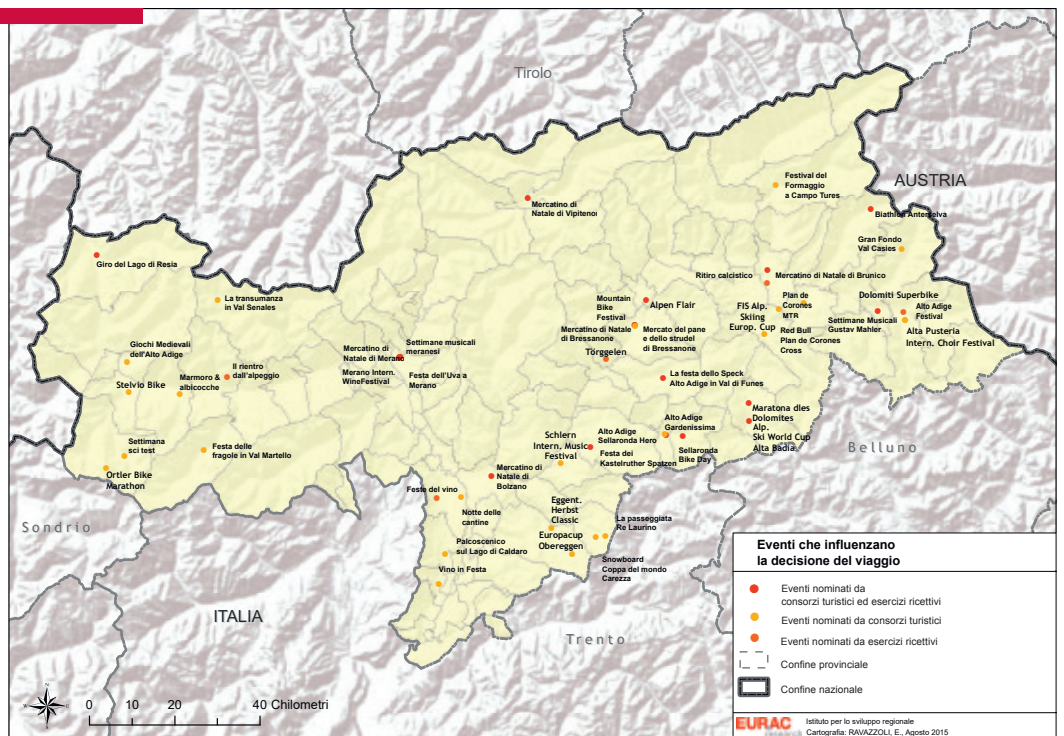 Tirolo
AUSTRIA
Festival del
Formaggio
a Campo Tures
Mercatino di
Natale di Vipiteno
Biathlon Anterselva
Gran Fondo
Val Casies
Giro del Lago di Resia
Ritiro calcistico
Mercatino di Natale di Brunico
La transumanza
in Val Senales
Mountain
Bike
Festival
Alpen Flair
FIS Alp.
Skiing
Europ. Cup
Plan de
Corones
MTR
Dolomiti Superbike
Settimane Musicali
Gustav Mahler
Alto Adige
Festival
Mercatino di Natale
di Bressanone
Mercato del pane
e dello strudel
di Bressanone
Red Bull
Plan de Corones
Cross
Alta Pusteria
Intern. Choir Festival
Giochi Medievali
dell'Alto Adige
Mercatino di
Natale di Merano
Settimane musicali
meranesi
Törggelen
Stelvio Bike
Marmoro &
albicocche
Il rientro
dall'alpeggio
Merano Intern.
WineFestival
Festa dell'Uva a
Merano
La festa dello Speck
Alto Adige in Val di Funes
Maratona dles
Dolomites
Alp.
Ski World Cup
Alta Badia
Settimana
sci test
Festa delle
fragole in Val Martello
Schlern
Intern. Music
Festival
Alto Adige
Sellaronda Hero
Alto Adige
Gardenissima
Festa dei
Kastelruther Spatzen
Sellaronda
Bike Day
Belluno
Ortler Bike
Marathon
Mercatino di
Natale di
Bolzano
Feste del vino
Notte delle
cantine
Eggent.
Herbst
Classic
La passeggiata
Re Laurino
Sondrio
Palcoscenico
sul Lago di Caldaro
Europacup
Obereggen
Vino in Festa
Snowboard
Coppa del mondo
Carezza
ITALIA
Trento
Eventi che influenzano
la decisione del viaggio
Eventi nominati da
consorzi turistici ed esercizi ricettivi
Eventi nominati da consorzi turistici
Eventi nominati da esercizi ricettivi
Confine provinciale
Confine nazionale
N
W E
S
0 10 20 40 Chilometri
EURAC
research
Istituto per lo sviluppo regionale
Cartografia: RAVAZZOLI, E., Agosto 2015